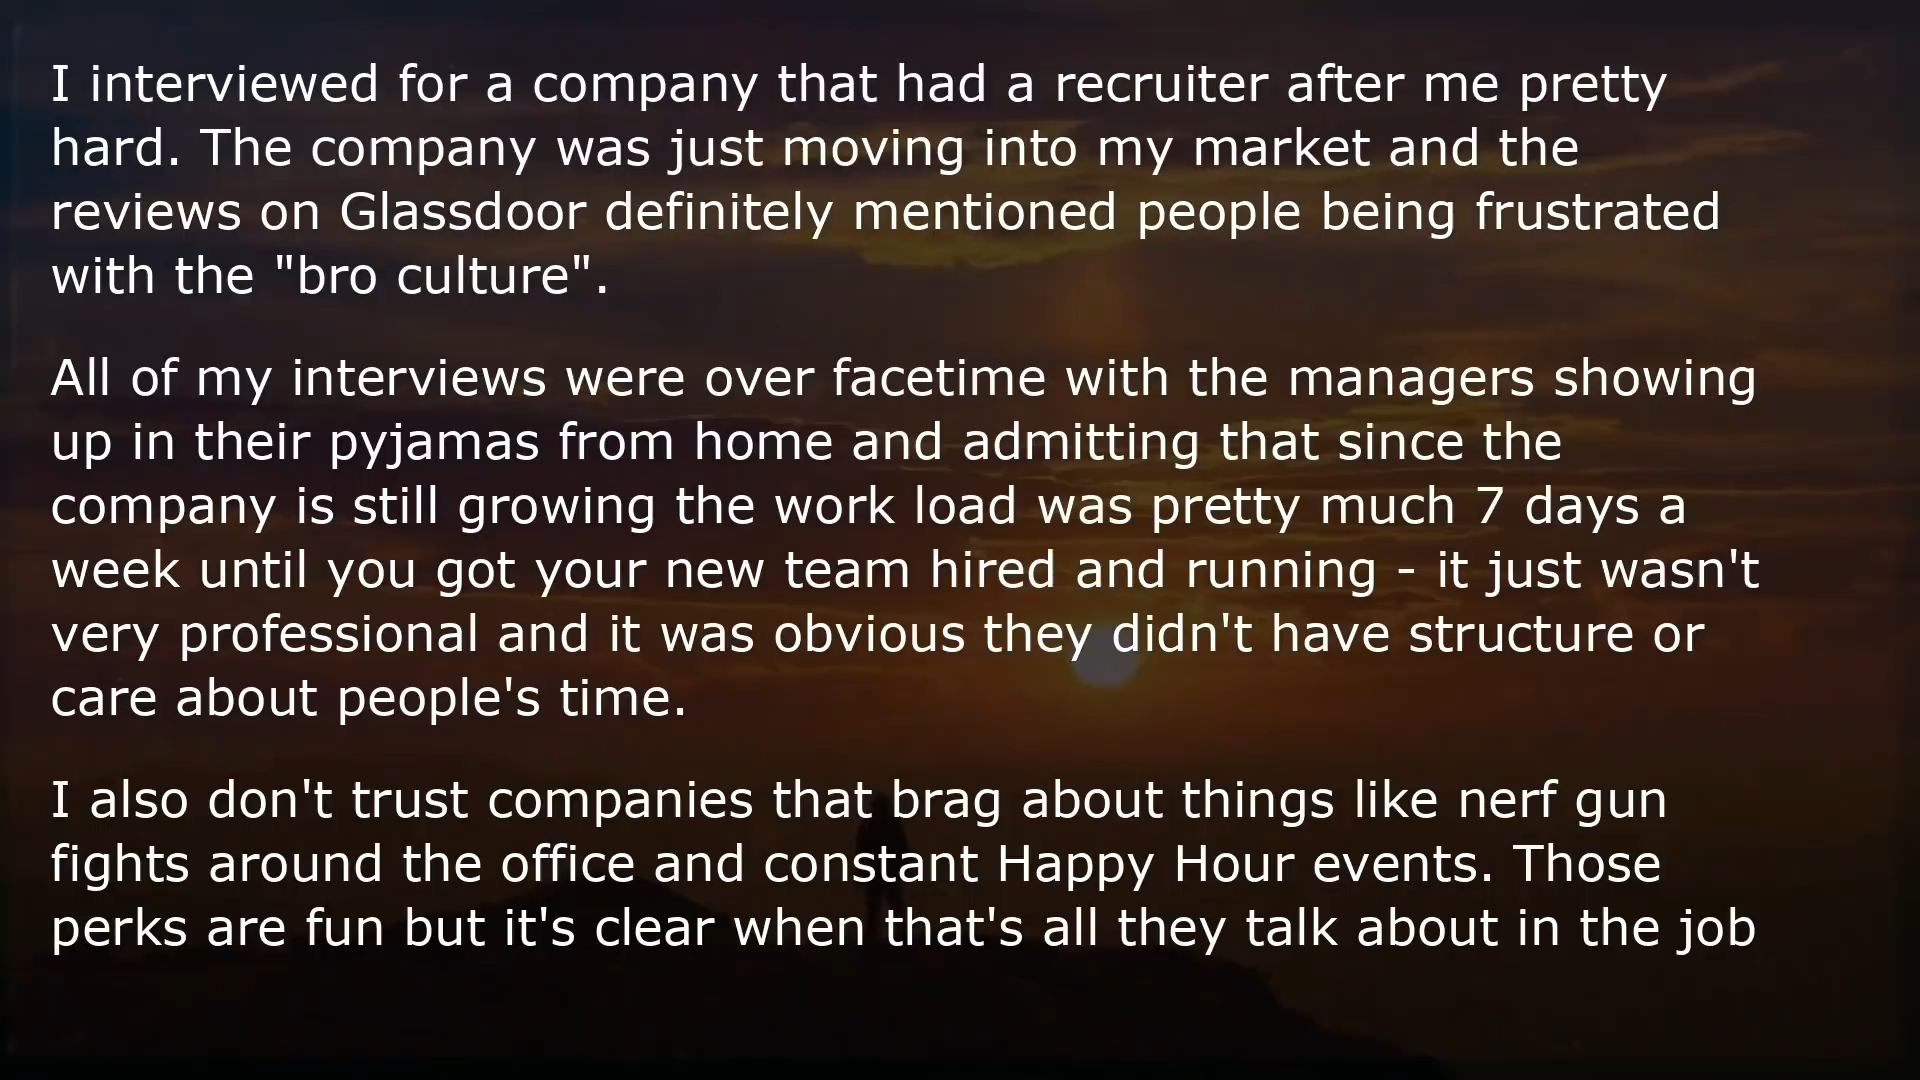 I interviewed for a company that had a recruiter after me pretty
hard. The company was just moving into my market and the
reviews on Glassdoor definitely mentioned people being frustrated
with the "bro culture".
All of my interviews were over facetime with the managers showing
up in their pyjamas from home and admitting that since the
company is still growing the work load was pretty much 7 days a
week until you got your new team hired and running - it just wasn't
very professional and it was obvious they didn't have structure or
care about people's time.
I also don't trust companies that brag about things like nerf gun
fights around the office and constant Happy Hour events. Those
perks are fun but it's clear when that's all they talk about in the job